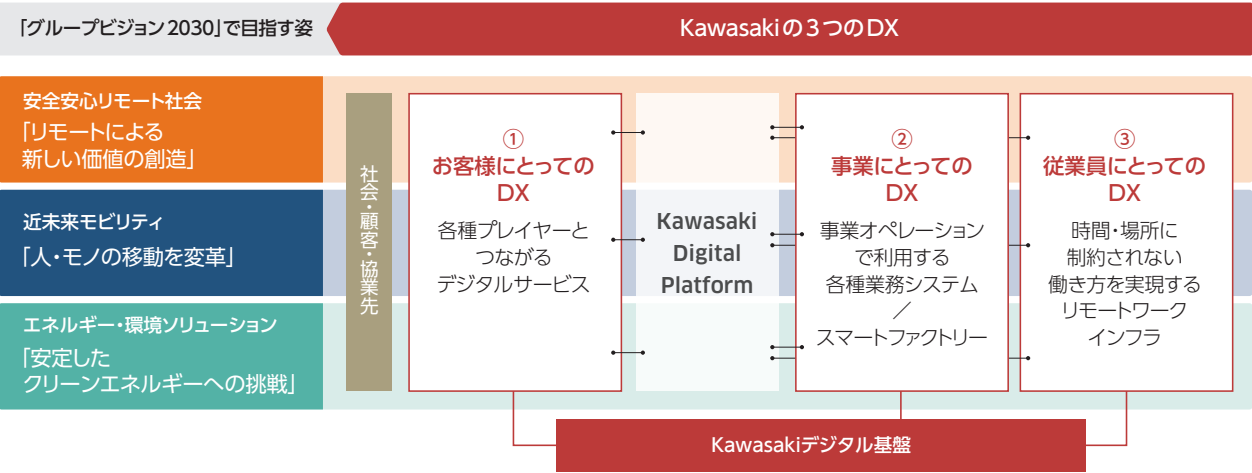 「グループビジョン2030」で目指す姿
Kawasakiの3つのDX
安全安心リモート社会
「リモートによる
新しい価値の創造」
近未来モビリティ
「人・モノの移動を変革」
エネルギー・環境ソリューション
「安定した
クリーンエネルギーへの挑戦」
社会・顧客・協業先
①
お客様にとっての
DX
各種プレイヤーと
つながる
デジタルサービス
Kawasaki
Digital
Platform
②
事業にとっての
DX
事業オペレーション
で利用する
各種業務システム
／
スマートファクトリー
③
従業員にとっての
DX
時間・場所に
制約されない
働き方を実現する
リモートワーク
インフラ
Kawasakiデジタル基盤